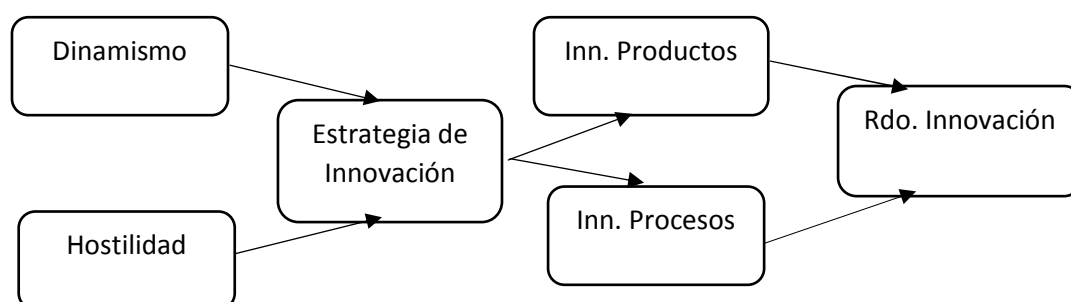 Dinamismo
Hostilidad
Estrategia de
Innovación
Inn. Productos
Inn. Procesos
Rdo. Innovación